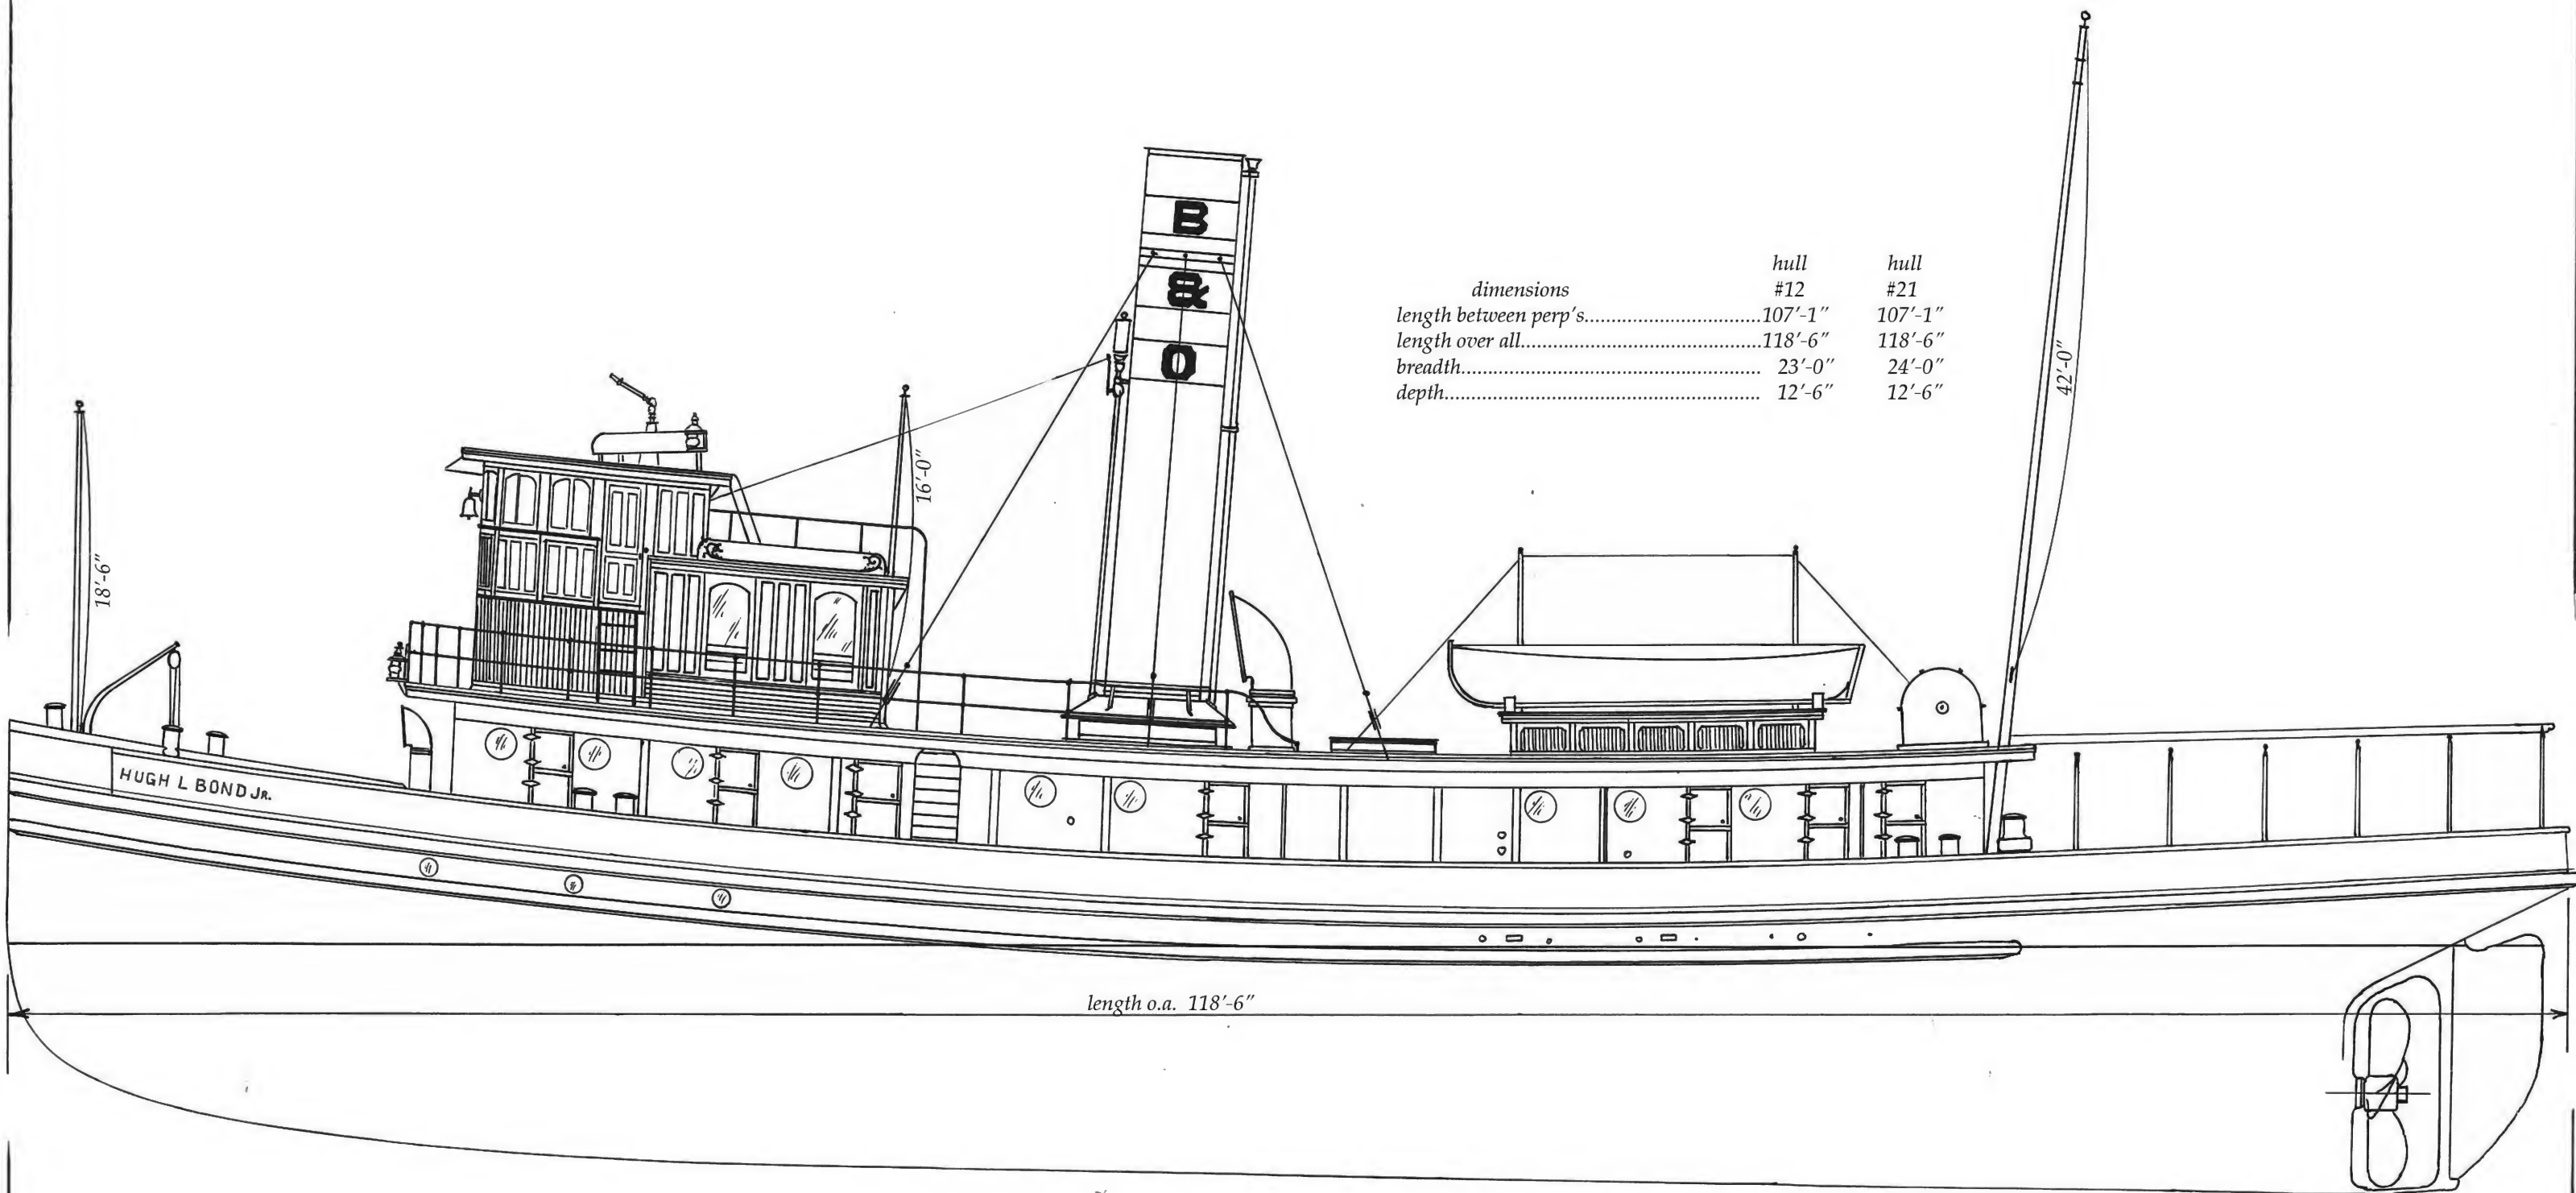 B
&
O
hull hull
dimensions #12 #21
length between perp's.................................107'-1" 107'-1"
length over all.............................................118'-6" 118'-6"
breadth........................................................ 23'-0" 24'-0"
depth........................................................... 12'-6" 12'-6"
42'-0"
16'-0"
18'-6"
HUGH L BOND JR.
length o.a. 118'-6"